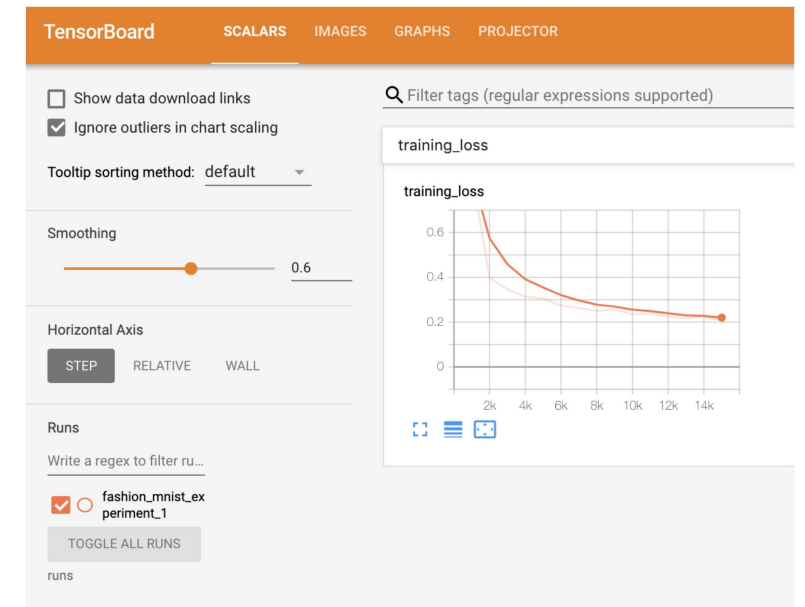 TensorBoard SCALARS IMAGES GRAPHS PROJECTOR
Show data download links
Ignore outliers in chart scaling
Tooltip sorting method: default
Smoothing
0.6
Horizontal Axis
STEP RELATIVE WALL
Runs
Write a regex to filter ru...
fashion_mnist_ex
periment_1
TOGGLE ALL RUNS
runs
Filter tags (regular expressions supported)
training_loss
training_loss
0.6
0.4
0.2
0
2k 4k 6k 8k 10k 12k 14k